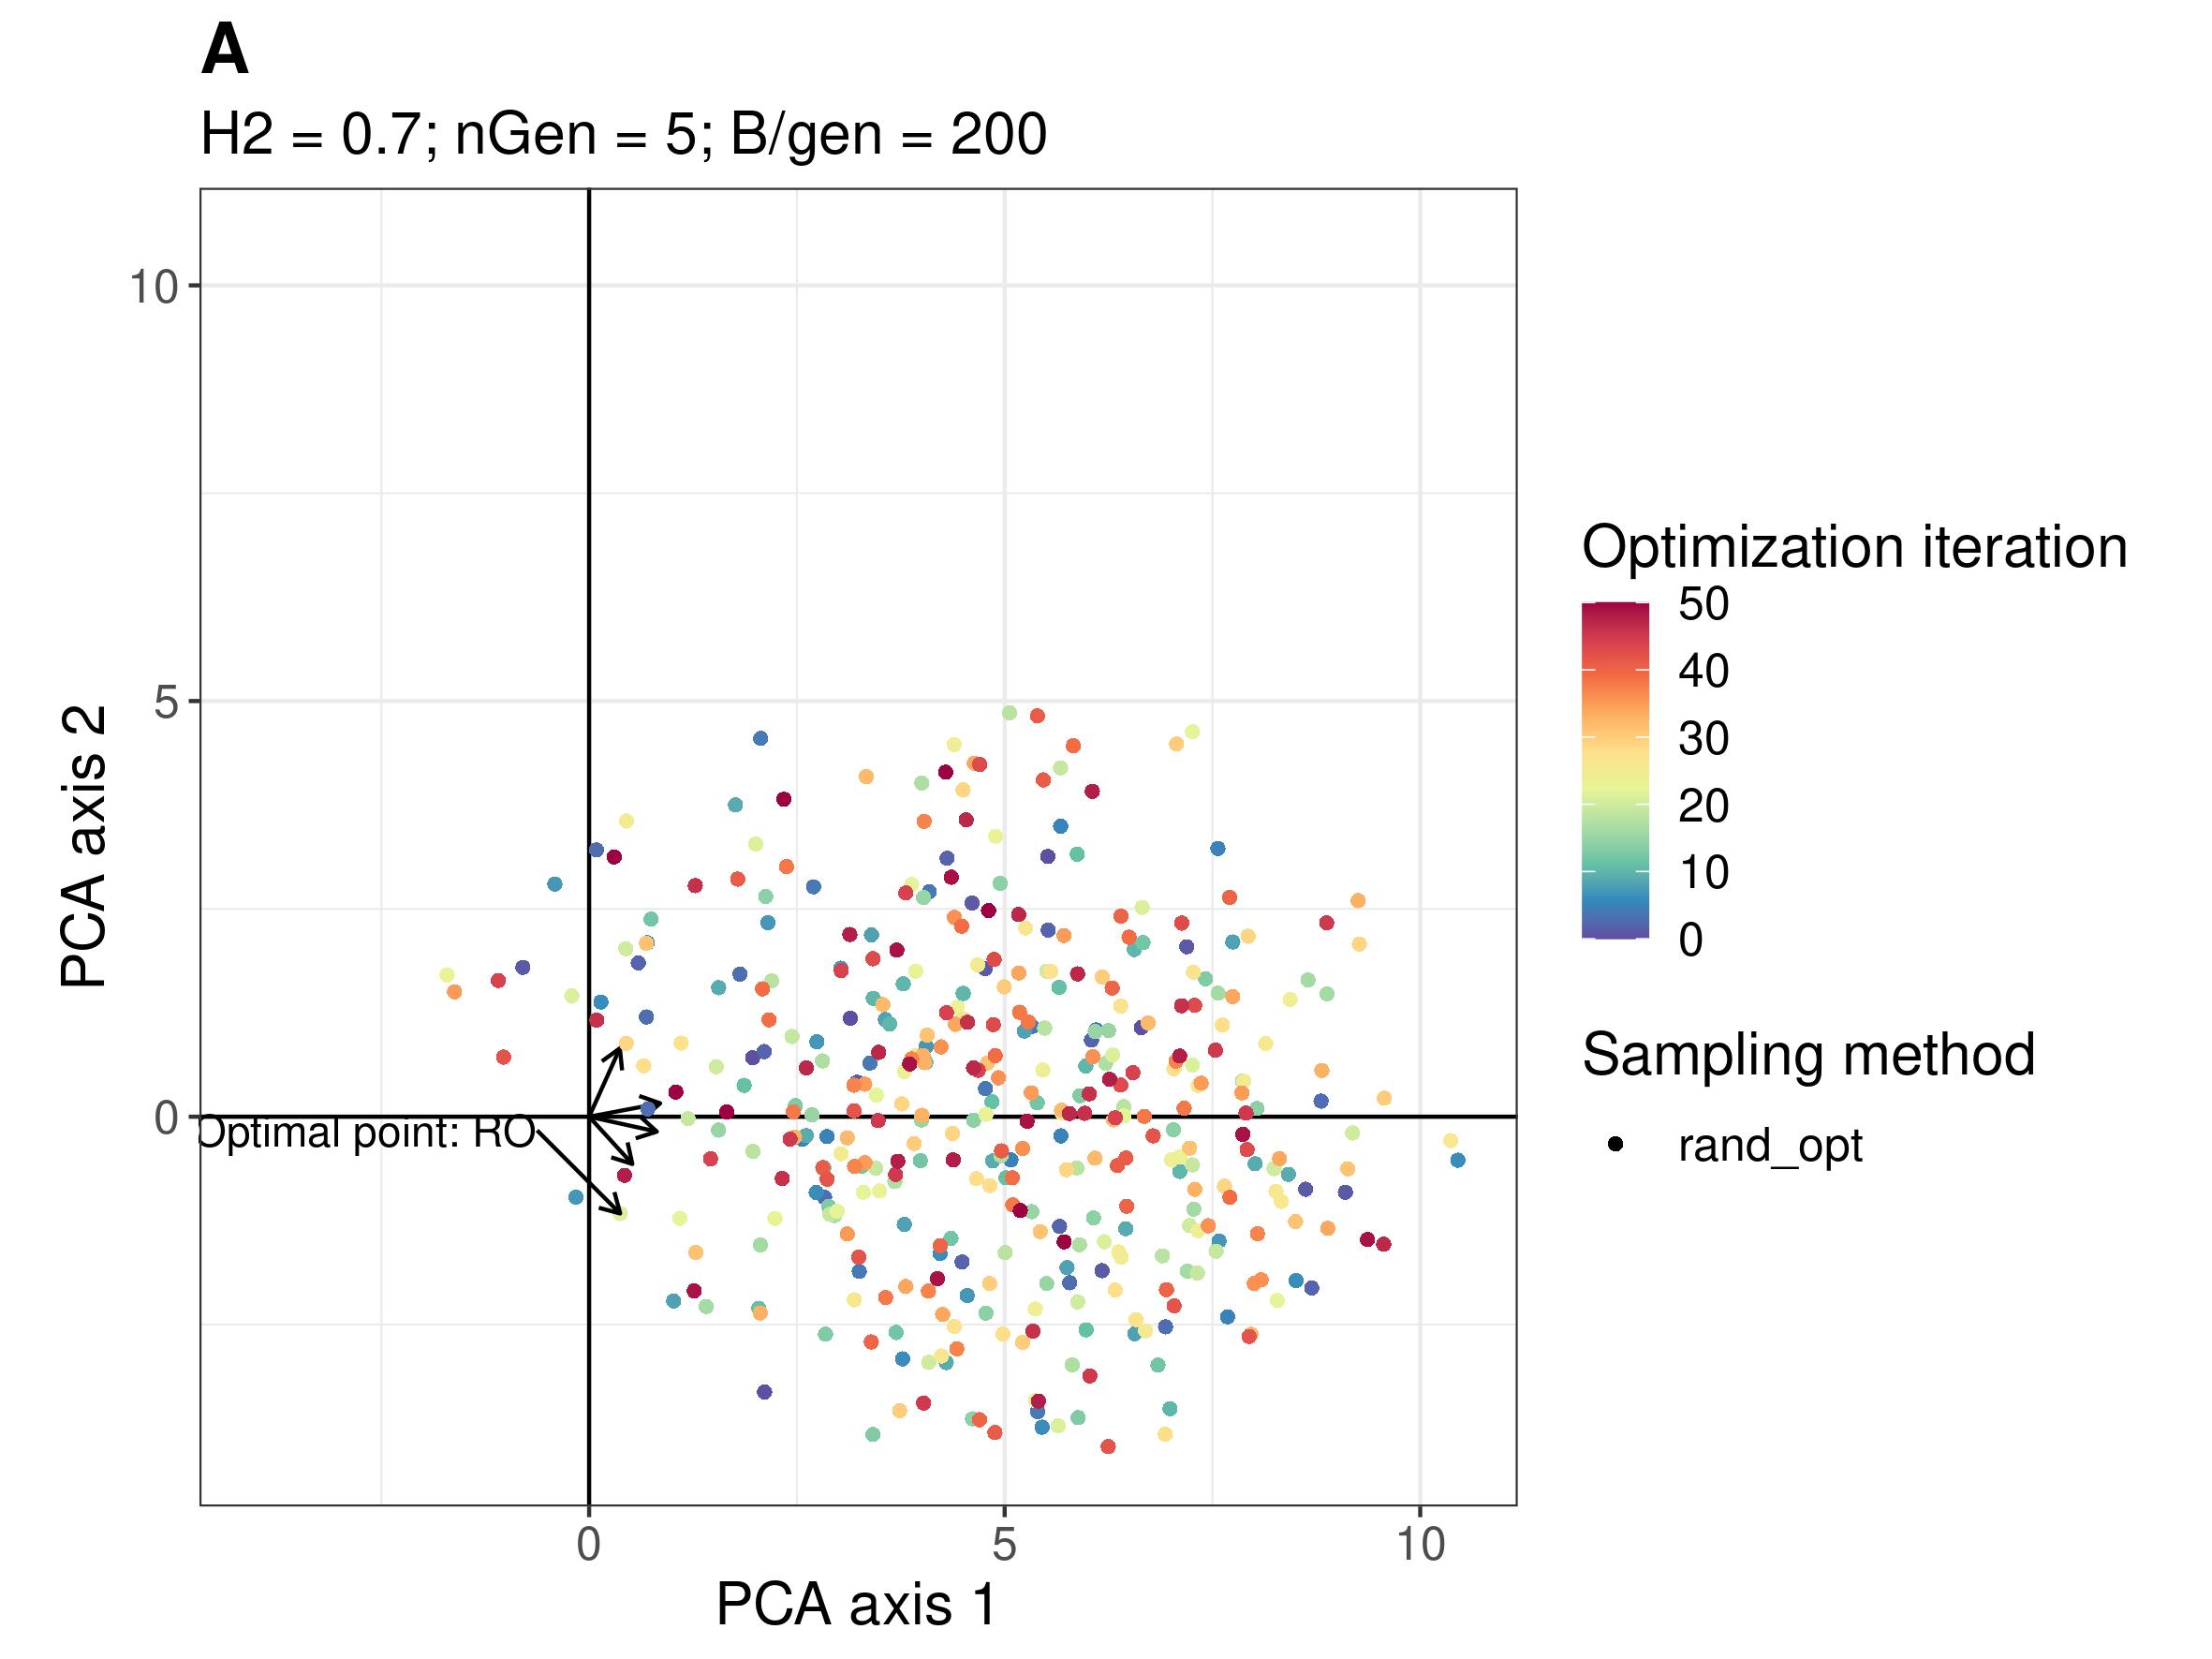 A
H2 = 0.7; nGen = 5; B/gen = 200
10
5
0
PCA axis 2
Optimal point: RO
0
5
10
PCA axis 1
Optimization iteration
50
40
30
20
10
0
Sampling method
rand_opt